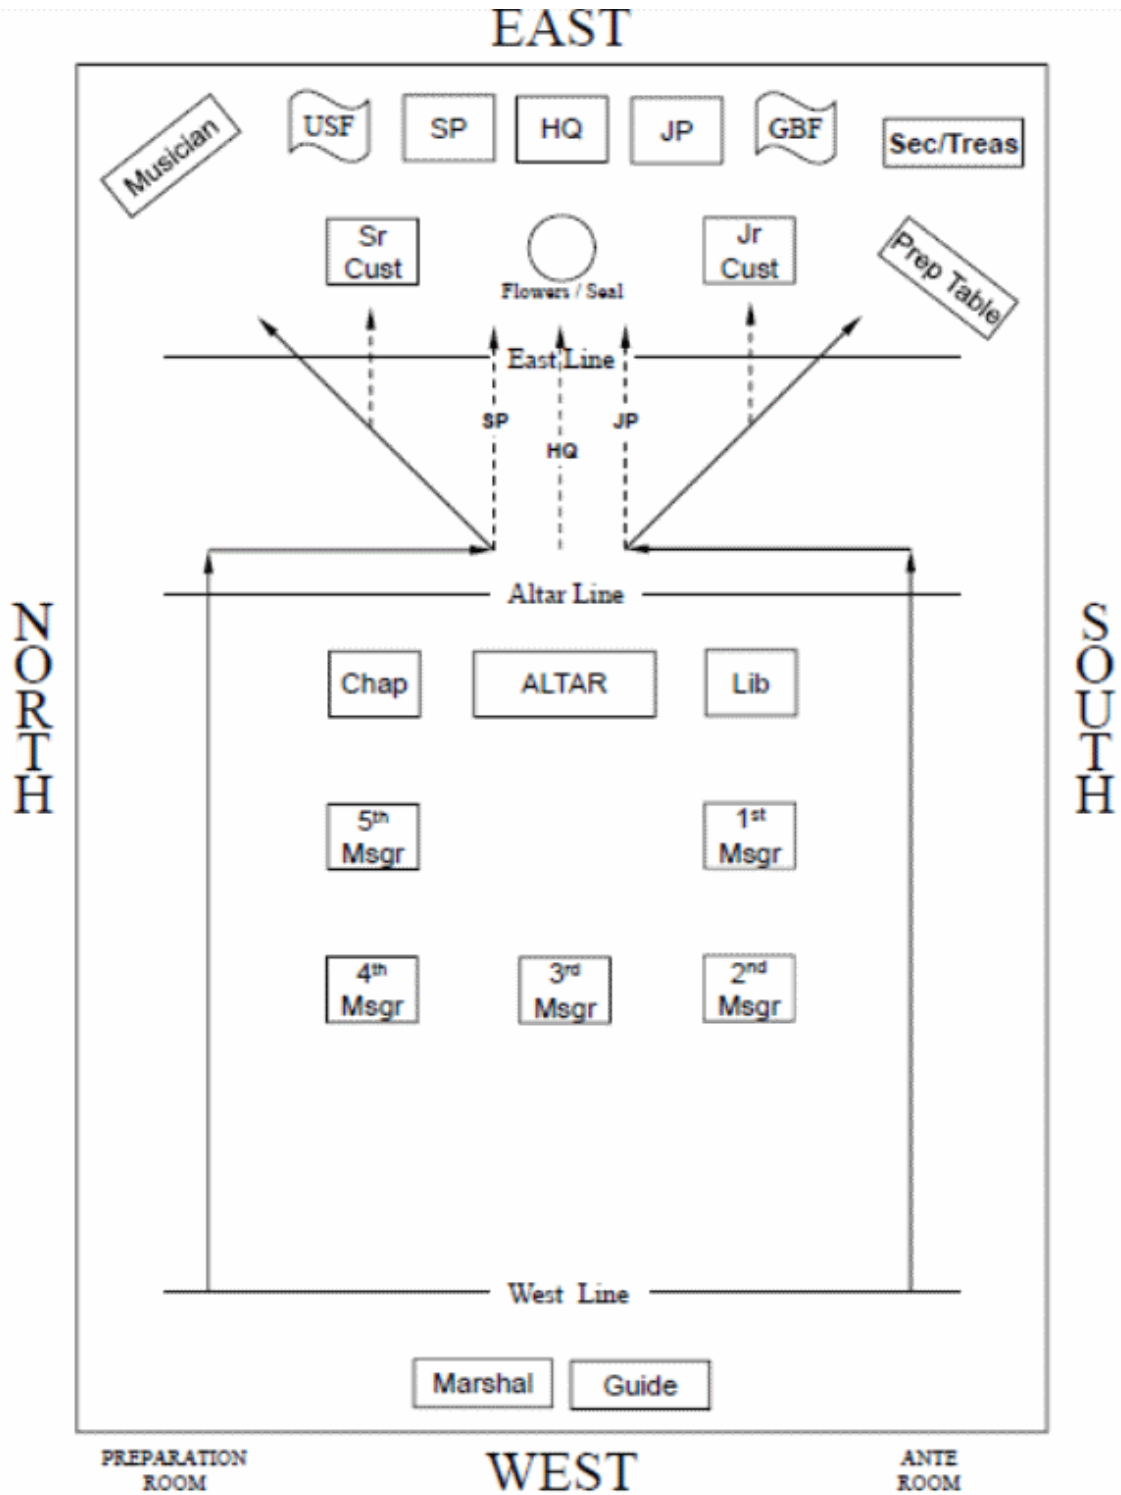 EAST
Musician
USF
SP
HQ
JP
GBF
Sec/Treas
Sr
Cust
Flowers / Seal
Jr
Cust
Prep Table
East Line
SP
HQ
JP
NORTH
SOUTH
Altar Line
Chap
ALTAR
Lib
5th
Msgr
1st
Msgr
4th
Msgr
3rd
Msgr
2nd
Msgr
West Line
Marshal
Guide
PREPARATION
ROOM
WEST
ANTE
ROOM